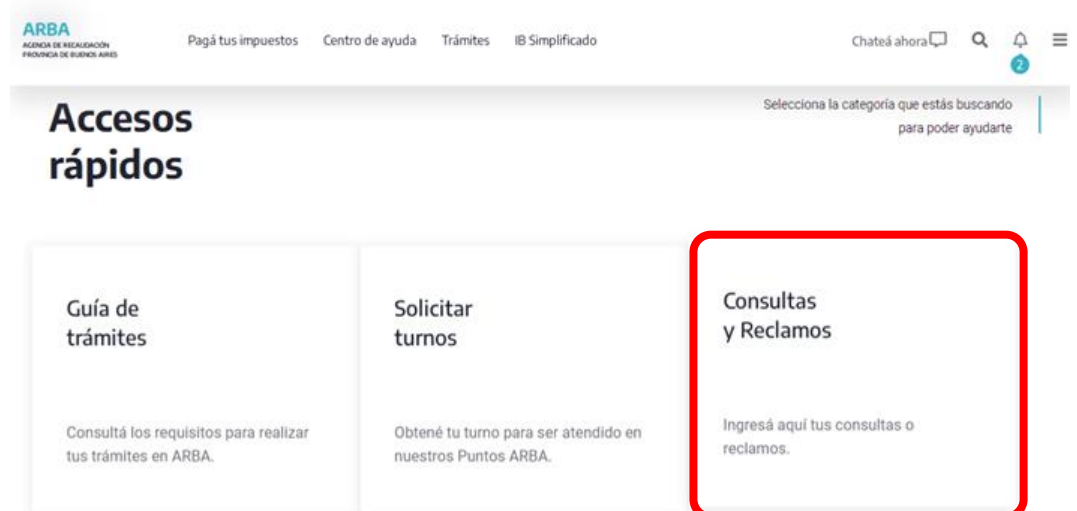 ARBA
AGENCIA DE RECAUDACIÓN
PROVINCIA DE BUENOS AIRES
Pagá tus impuestos Centro de ayuda Trámites IB Simplificado Chateá ahora
2
Accesos
rápidos
Selecciona la categoría que estás buscando
para poder ayudarte
Guía de
trámites
Consultá los requisitos para realizar
tus trámites en ARBA.
Solicitar
turnos
Obtené tu turno para ser atendido en
nuestros Puntos ARBA.
Consultas
y Reclamos
Ingresá aquí tus consultas o
reclamos.